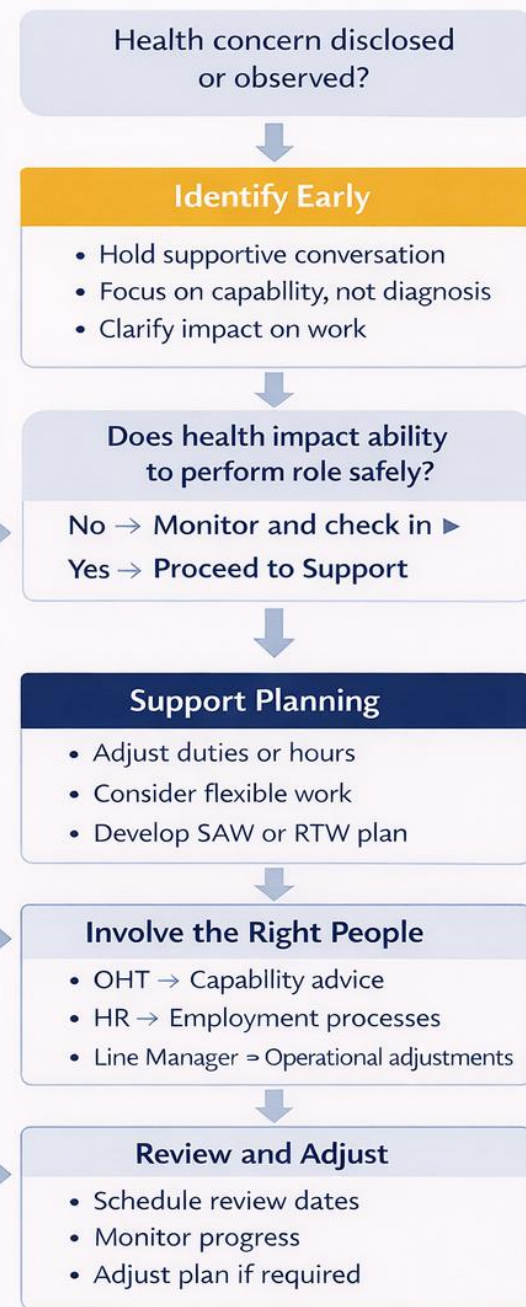 Health concern disclosed
or observed?
Identify Early
• Hold supportive conversation
• Focus on capabllity, not diagnosis
• Clarify impact on work
Does health impact ability
to perform role safely?
No → Monitor and check in ▶
Yes → Proceed to Support
Support Planning
• Adjust duties or hours
• Consider flexible work
• Develop SAW or RTW plan
Involve the Right People
• OHT → Capabllity advice
• HR → Employment processes
• Line Manager = Operational adjustments
Review and Adjust
• Schedule review dates
• Monitor progress
• Adjust plan if required